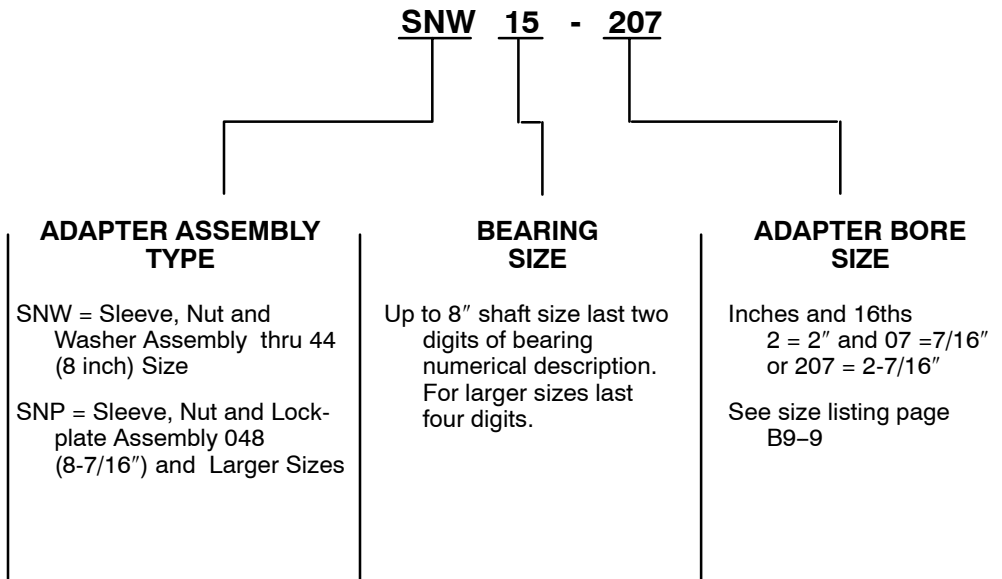 SNW 15 - 207
ADAPTER ASSEMBLY
TYPE
SNW = Sleeve, Nut and
Washer Assembly thru 44
(8 inch) Size
SNP = Sleeve, Nut and Lock-
plate Assembly 048
(8-7/16″) and Larger Sizes
BEARING
SIZE
Up to 8″ shaft size last two
digits of bearing
numerical description.
For larger sizes last
four digits.
ADAPTER BORE
SIZE
Inches and 16ths
2 = 2″ and 07 =7/16″
or 207 = 2-7/16″
See size listing page
B9–9